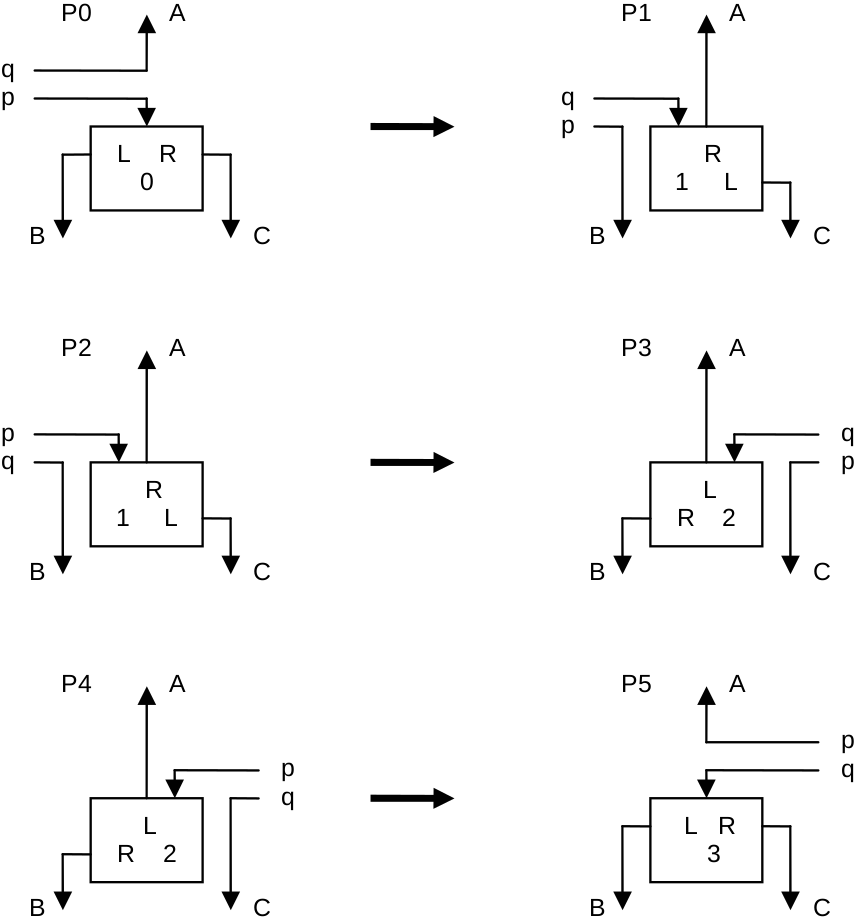 P0 A P1 A
q
p q
L R R p
0 1 L
B C B C
P2 A P3 A
p q
q p
R L
1 L R 2
B C B C
P4 A P5 A
p p
q q
L L R
R 2 3
B C B C